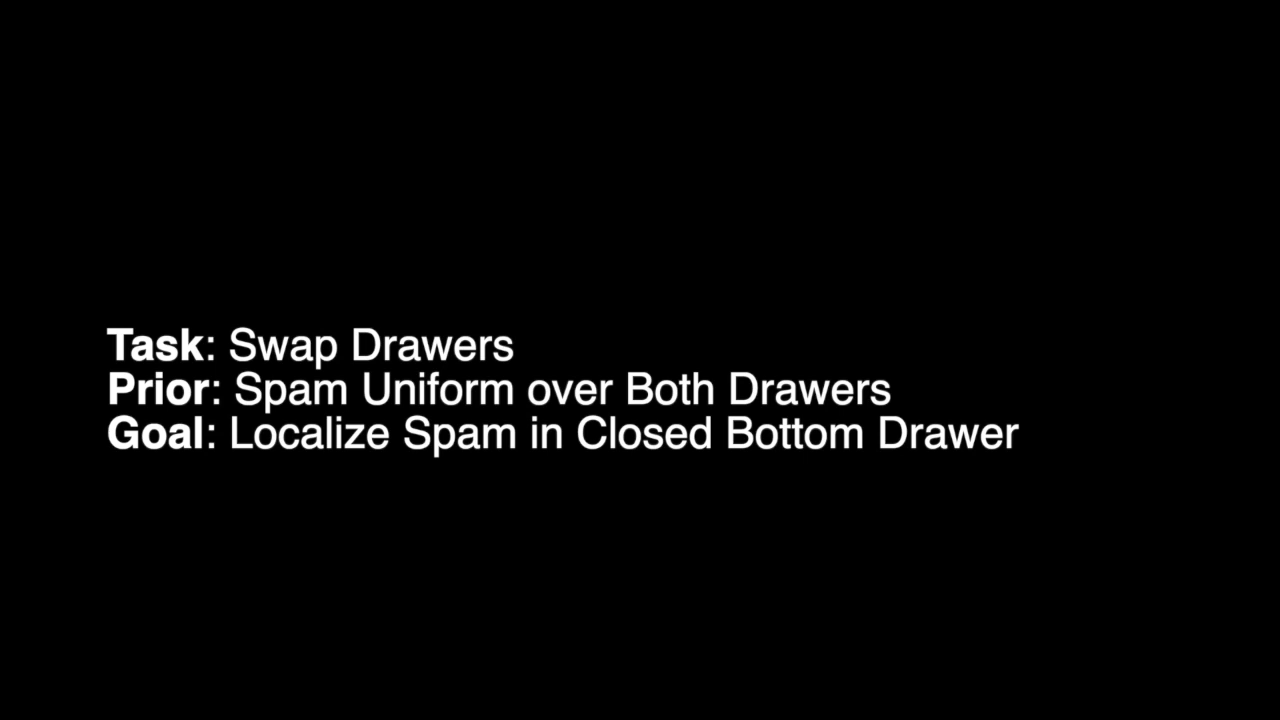 Task: Swap Drawers
Prior: Spam Uniform over Both Drawers
Goal: Localize Spam in Closed Bottom Drawer